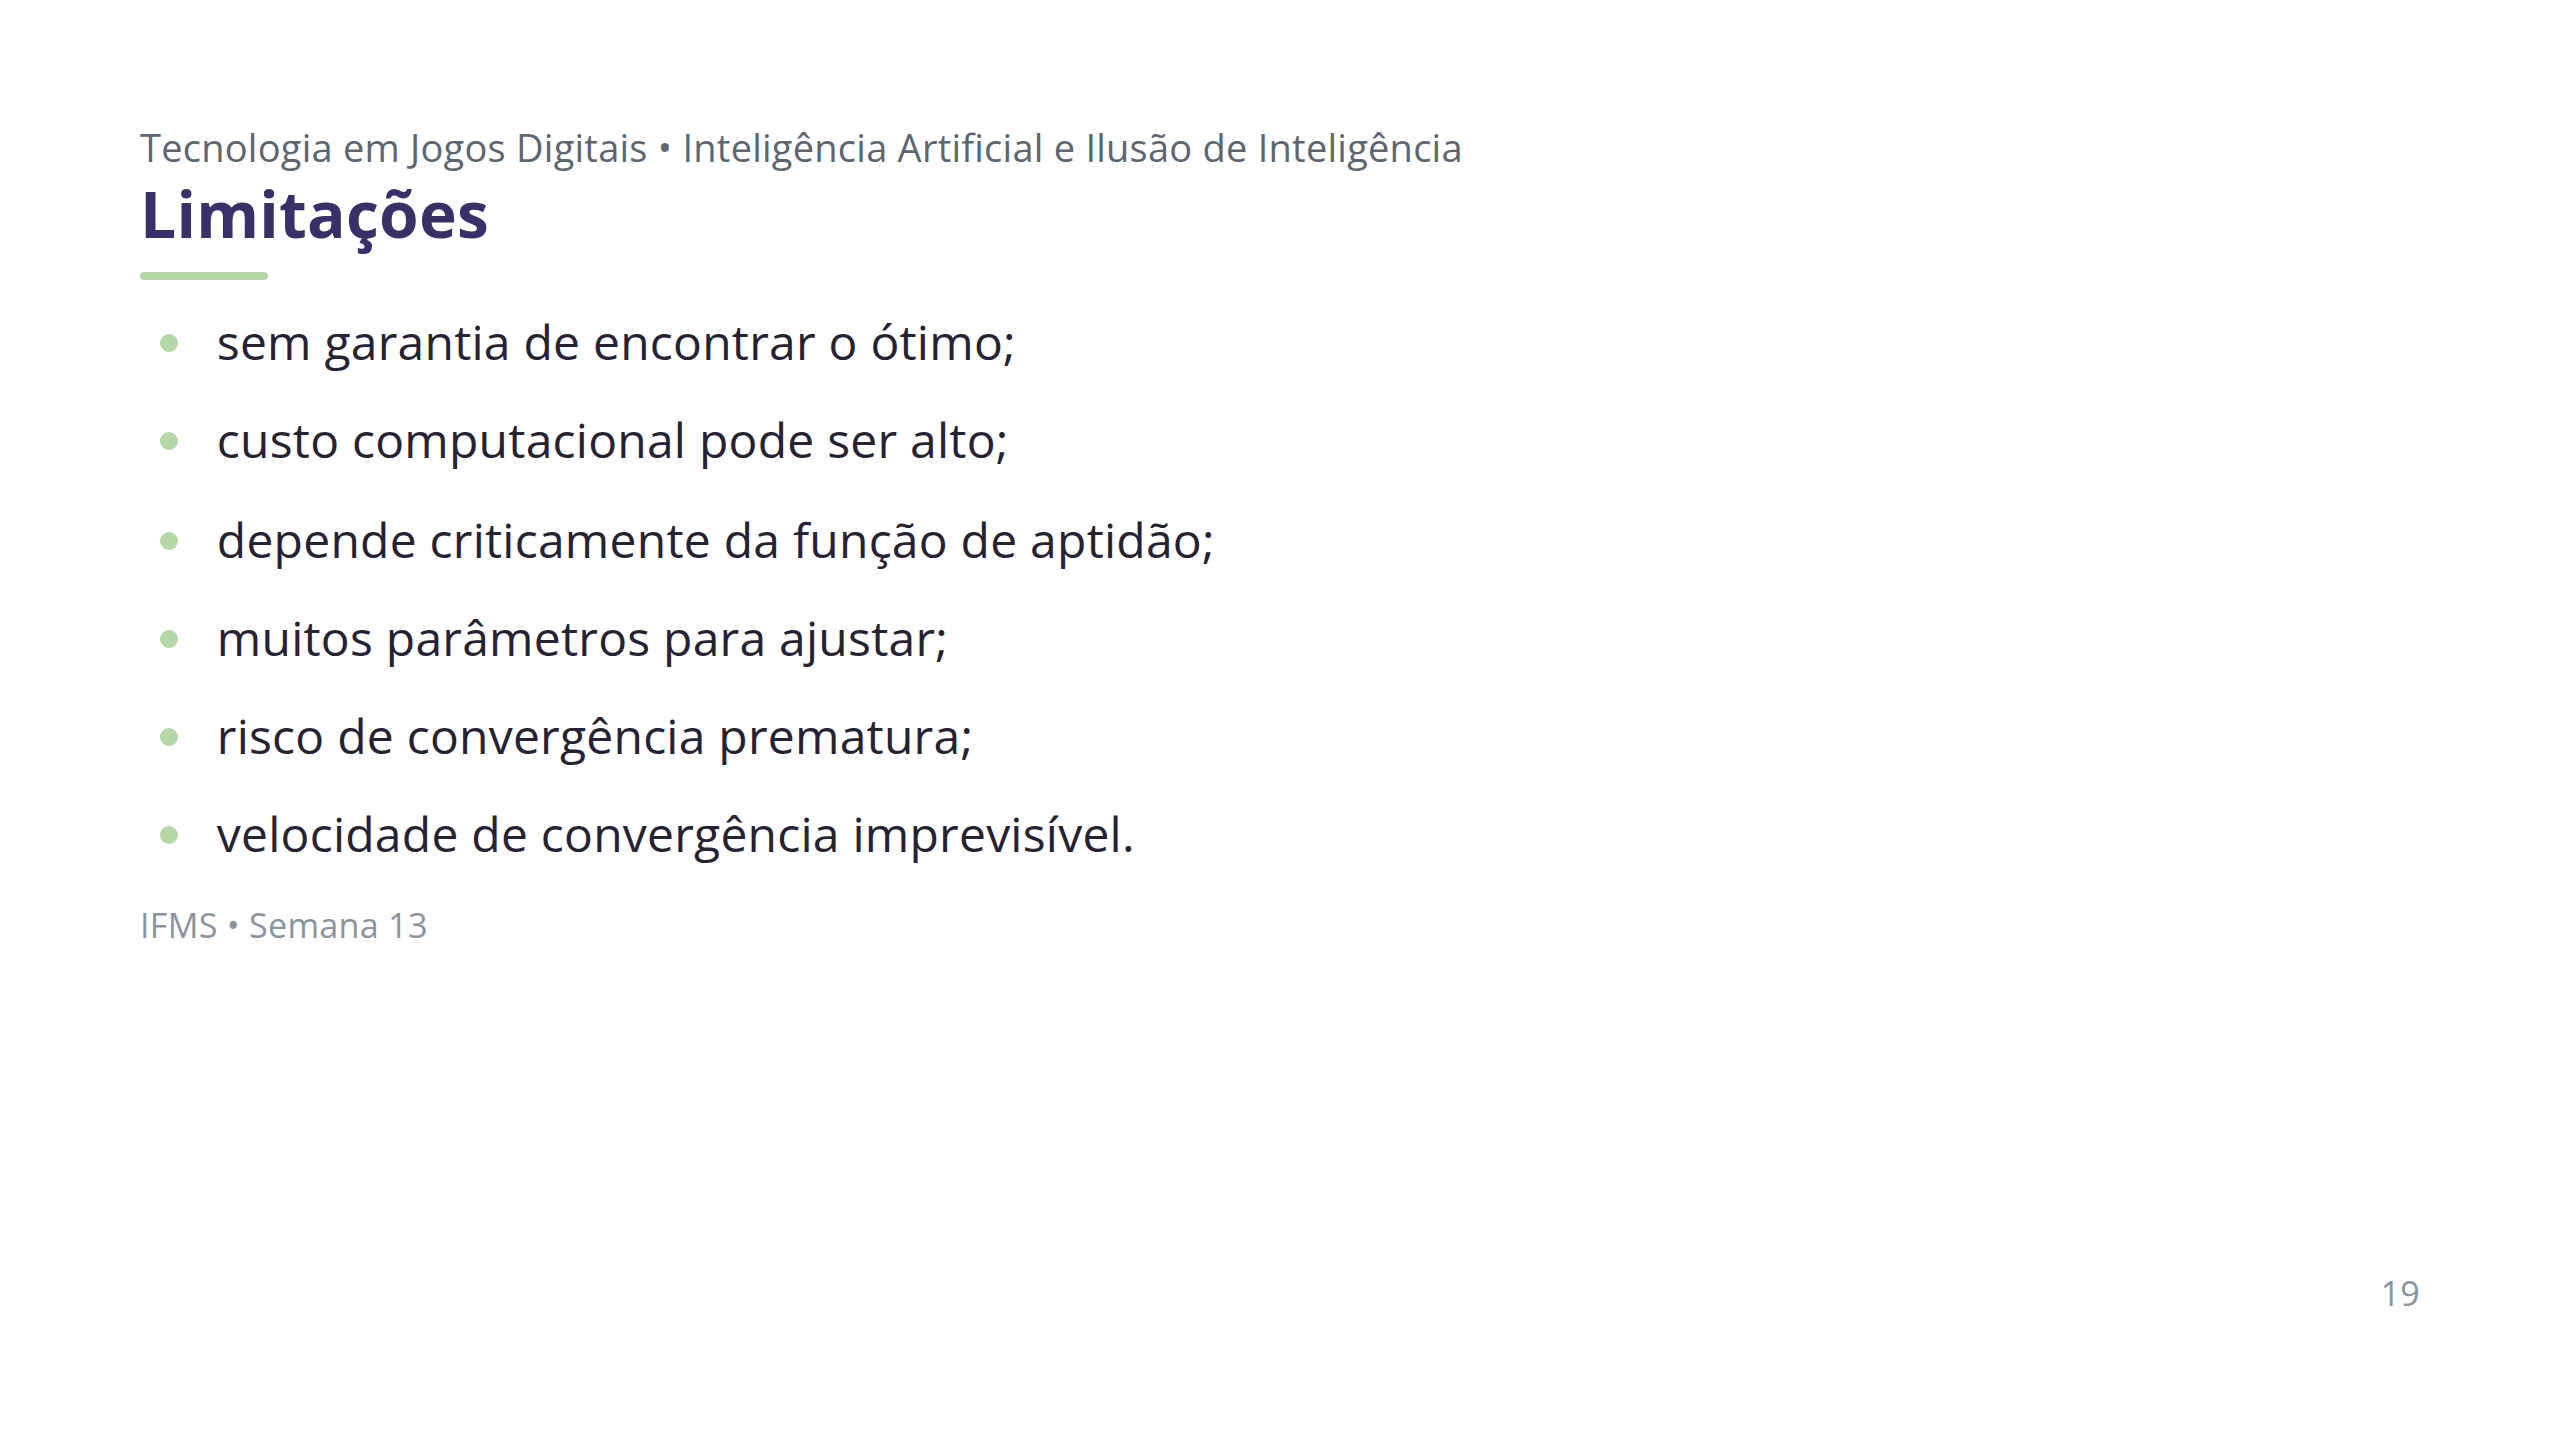 Tecnologia em Jogos Digitais • Inteligência Artificial e Ilusão de Inteligência
Limitações
• sem garantia de encontrar o ótimo;
• custo computacional pode ser alto;
• depende criticamente da função de aptidão;
• muitos parâmetros para ajustar;
• risco de convergência prematura;
• velocidade de convergência imprevisível.
IFMS • Semana 13
19